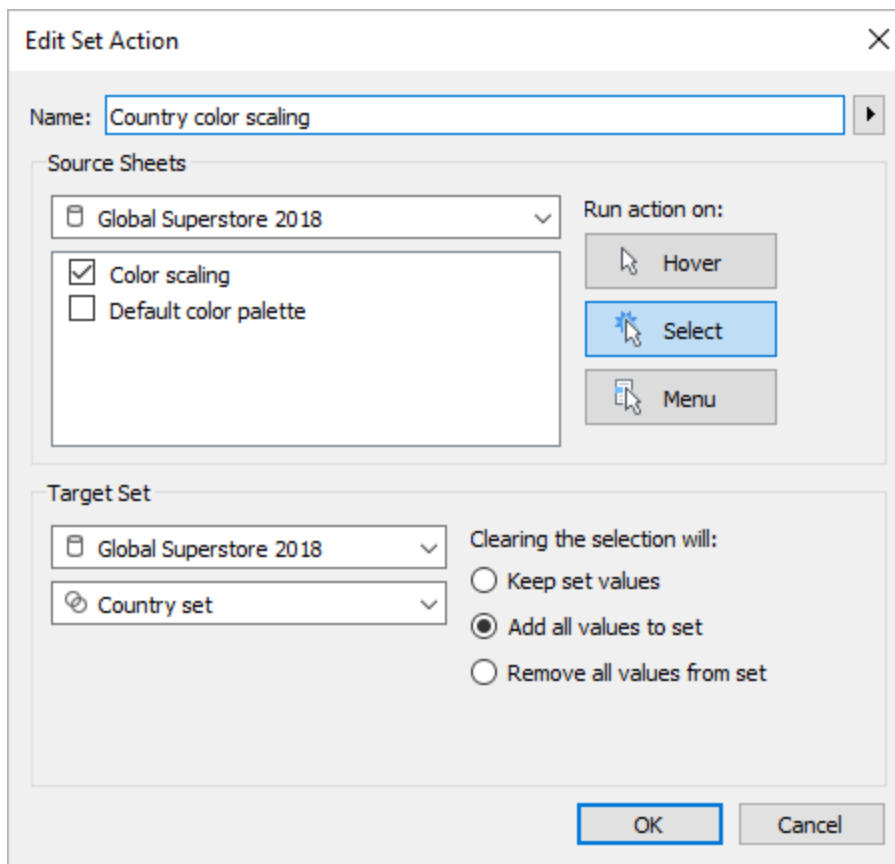 Edit Set Action
Name: Country color scaling
Source Sheets
Global Superstore 2018
Run action on:
Color scaling
Default color palette
Hover
Select
Menu
Target Set
Global Superstore 2018
Country set
Clearing the selection will:
Keep set values
Add all values to set
Remove all values from set
OK
Cancel